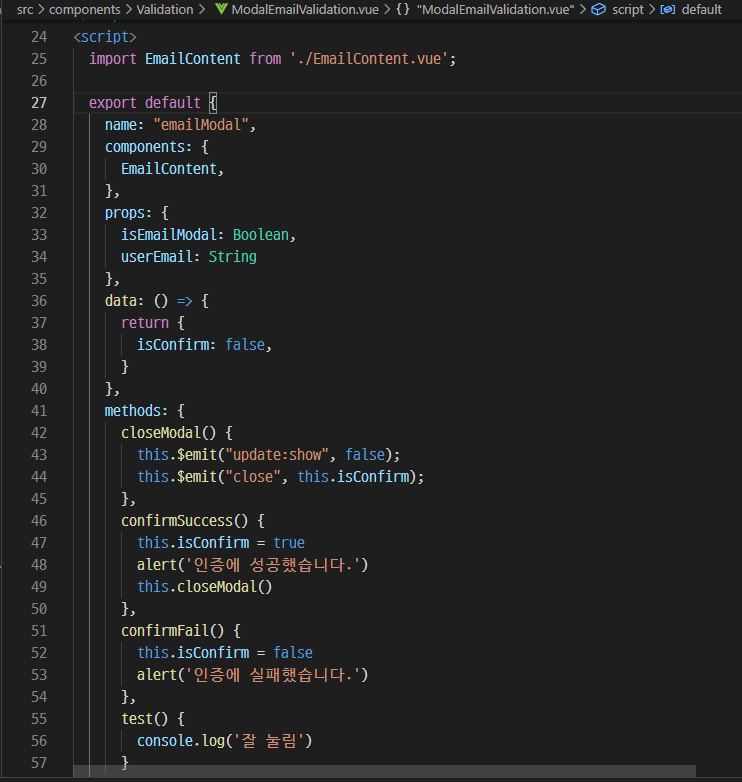 src > components > Validation > ModalEmailValidation.vue > {} "ModalEmailValidation.vue" > script > default
24 <script>
25 import EmailContent from './EmailContent.vue';
26
27 export default {
28 name: "emailModal",
29 components: {
30 EmailContent,
31 },
32 props: {
33 isEmailModal: Boolean,
34 userEmail: String
35 },
36 data: () => {
37 return {
38 isConfirm: false,
39 }
40 },
41 methods: {
42 closeModal() {
43 this.$emit("update:show", false);
44 this.$emit("close", this.isConfirm);
45 },
46 confirmSuccess() {
47 this.isConfirm = true
48 alert('인증에 성공했습니다.')
49 this.closeModal()
50 },
51 confirmFail() {
52 this.isConfirm = false
53 alert('인증에 실패했습니다.')
54 },
55 test() {
56 console.log('잘 눌림')
57 }